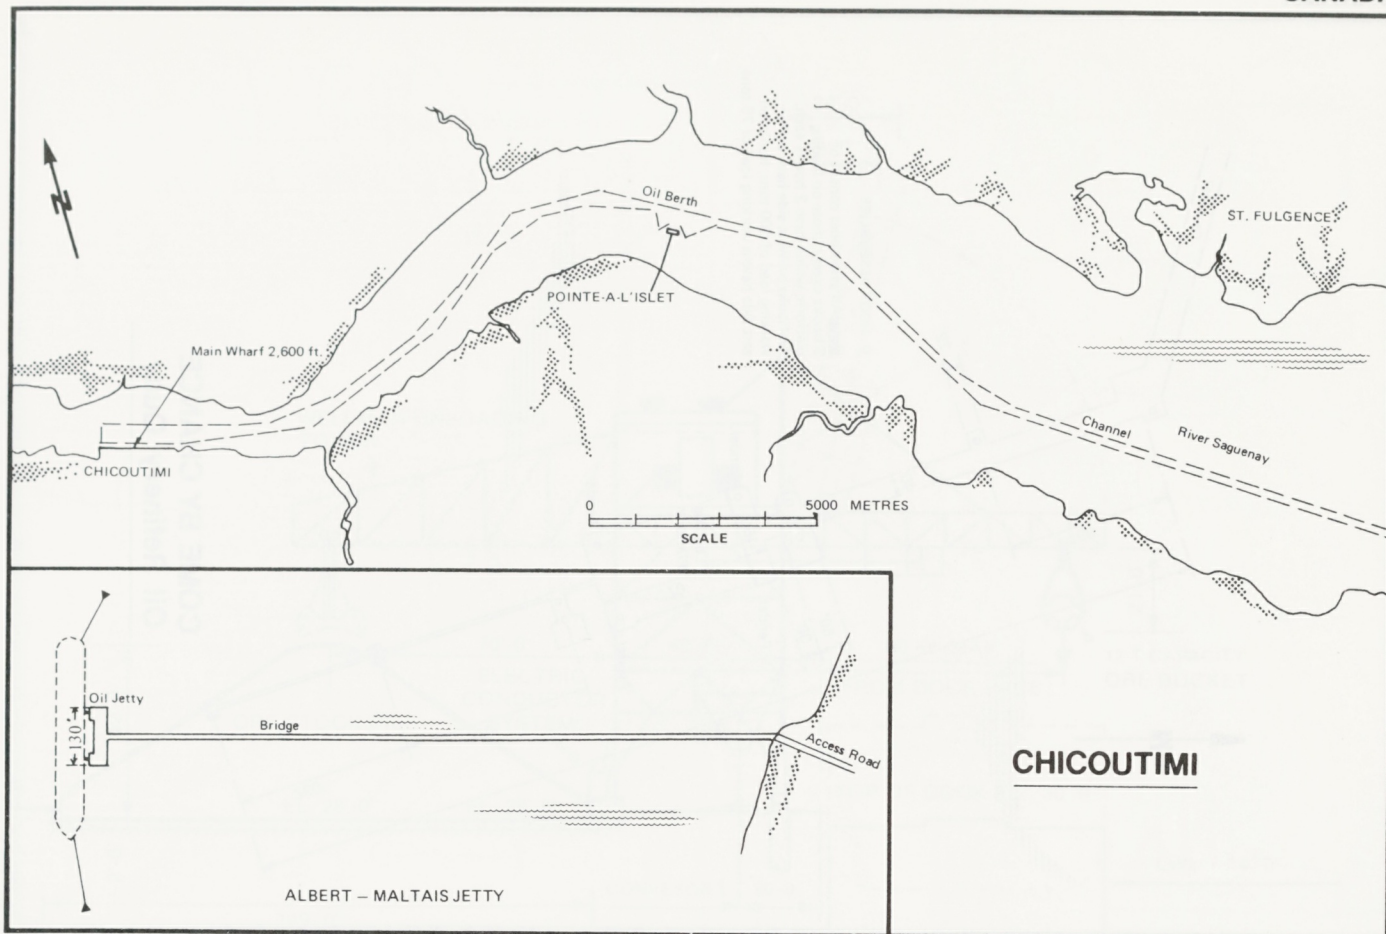 Oil Berth
ST. FULGENCE
N
POINTE-A-L'ISLET
Main Wharf 2,600 ft.
CHICOUTIMI
Channel
River Saguenay
0 5000 METRES
SCALE
Oil Jetty
130'
Bridge
Access Road
CHICOUTIMI
ALBERT – MALTAIS JETTY